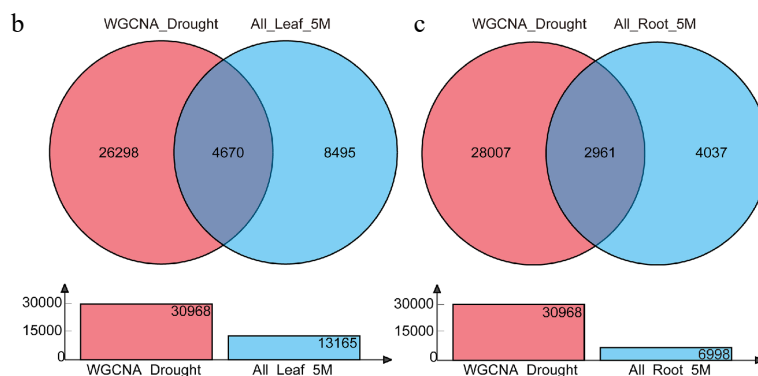 b
WGCNA_Drought All_Leaf_5M
26298 4670 8495
30000
15000
0
30968
13165
WGCNA_Drought All_Leaf_5M
c
WGCNA_Drought All_Root_5M
28007 2961 4037
30000
15000
0
30968
6998
WGCNA_Drought All_Root_5M